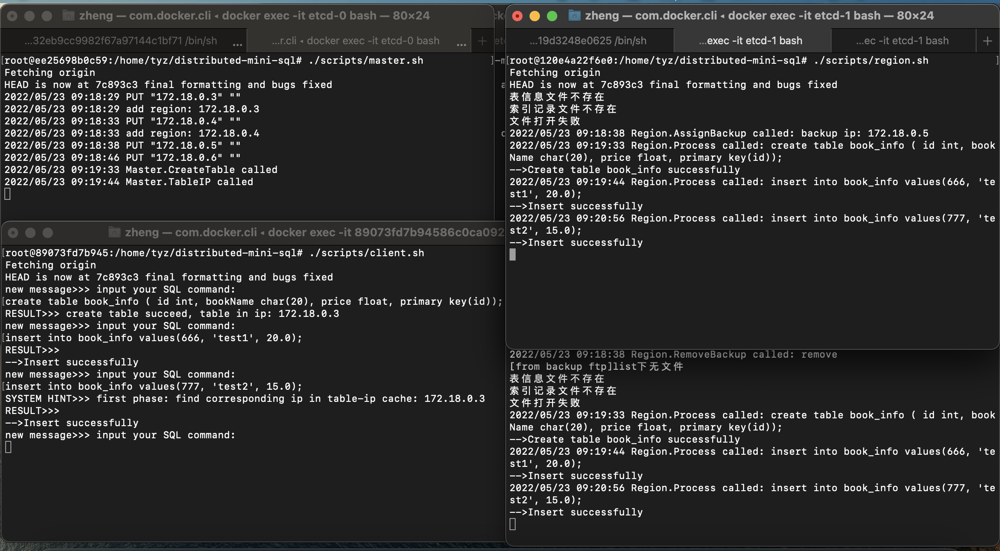 zheng — com.docker.cli ◂ docker exec -it etcd-0 bash — 80×24
...32eb9cc9982f67a97144c1bf71 /bin/sh
...r.cli ◂ docker exec -it etcd-0 bash
[root@ee25698b0c59:/home/tyz/distributed-mini-sql# ./scripts/master.sh ]
Fetching origin
HEAD is now at 7c893c3 final formatting and bugs fixed
2022/05/23 09:18:29 PUT "172.18.0.3" ""
2022/05/23 09:18:29 add region: 172.18.0.3
2022/05/23 09:18:33 PUT "172.18.0.4" ""
2022/05/23 09:18:33 add region: 172.18.0.4
2022/05/23 09:18:38 PUT "172.18.0.5" ""
2022/05/23 09:18:46 PUT "172.18.0.6" ""
2022/05/23 09:19:33 Master.CreateTable called
2022/05/23 09:19:44 Master.TableIP called
zheng — com.docker.cli ◂ docker exec -it 89073fd7b94586c0ca092
[root@89073fd7b945:/home/tyz/distributed-mini-sql# ./scripts/client.sh
Fetching origin
HEAD is now at 7c893c3 final formatting and bugs fixed
new message>>> input your SQL command:
[create table book_info ( id int, bookName char(20), price float, primary key(id));
RESULT>>> create table succeed, table in ip: 172.18.0.3
new message>>> input your SQL command:
[insert into book_info values(666, 'test1', 20.0);
RESULT>>>
-->Insert successfully
new message>>> input your SQL command:
[insert into book_info values(777, 'test2', 15.0);
SYSTEM HINT>>> first phase: find corresponding ip in table-ip cache: 172.18.0.3
RESULT>>>
-->Insert successfully
new message>>> input your SQL command:
zheng — com.docker.cli ◂ docker exec -it etcd-1 bash — 80×24
...19d3248e0625 /bin/sh
...exec -it etcd-1 bash
...ec -it etcd-1 bash
[root@120e4a22f6e0:/home/tyz/distributed-mini-sql# ./scripts/region.sh ]
Fetching origin
HEAD is now at 7c893c3 final formatting and bugs fixed
表信息文件不存在
索引记录文件不存在
文件打开失败
2022/05/23 09:18:38 Region.AssignBackup called: backup ip: 172.18.0.5
2022/05/23 09:19:33 Region.Process called: create table book_info ( id int, book
Name char(20), price float, primary key(id));
-->Create table book_info successfully
2022/05/23 09:19:44 Region.Process called: insert into book_info values(666, 'te
st1', 20.0);
-->Insert successfully
2022/05/23 09:20:56 Region.Process called: insert into book_info values(777, 'te
st2', 15.0);
-->Insert successfully
2022/05/23 09:18:38 Region.RemoveBackup called: remove
[from backup ftp]list下无文件
表信息文件不存在
索引记录文件不存在
文件打开失败
2022/05/23 09:19:33 Region.Process called: create table book_info ( id int, book
Name char(20), price float, primary key(id));
-->Create table book_info successfully
2022/05/23 09:19:44 Region.Process called: insert into book_info values(666, 'te
st1', 20.0);
-->Insert successfully
2022/05/23 09:20:56 Region.Process called: insert into book_info values(777, 'te
st2', 15.0);
-->Insert successfully